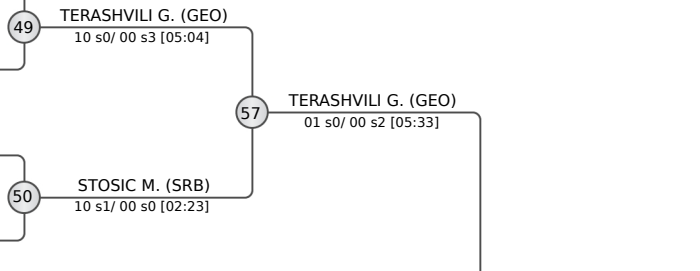 TERASHVILI G. (GEO)
49
10 s0/ 00 s3 [05:04]
TERASHVILI G. (GEO)
57
01 s0/ 00 s2 [05:33]
STOSIC M. (SRB)
50
10 s1/ 00 s0 [02:23]